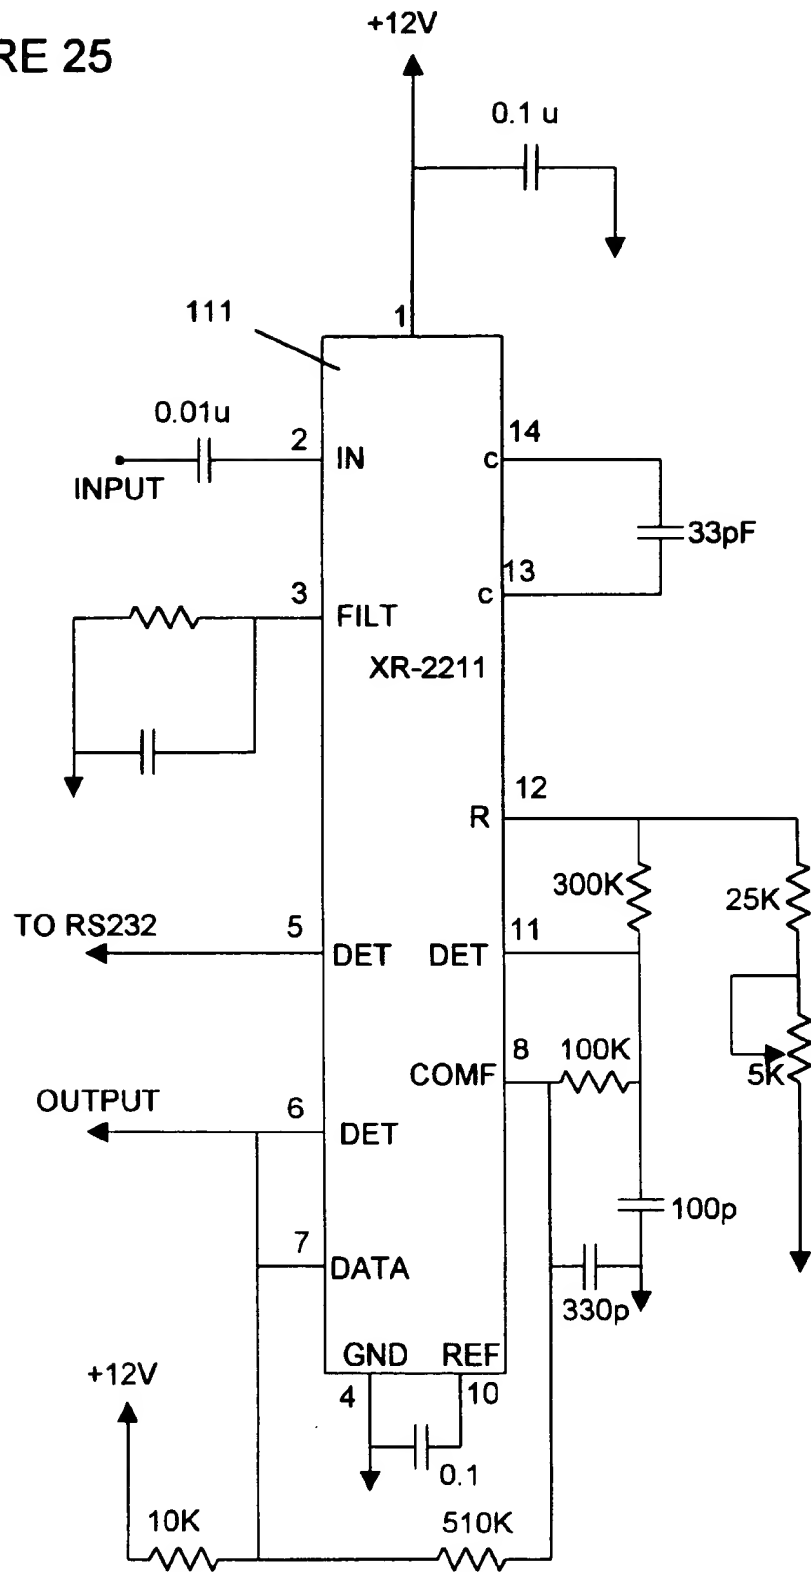 RE 25
+12V
0.1 u
111
1
0.01u
2
IN
14
c
INPUT
33pF
13
c
3
FILT
XR-2211
12
R
300K
25K
TO RS232
5
DET
DET
11
8
100K
COMF
5K
OUTPUT
6
DET
100p
7
DATA
330p
GND
REF
+12V
4
10
0.1
10K
510K